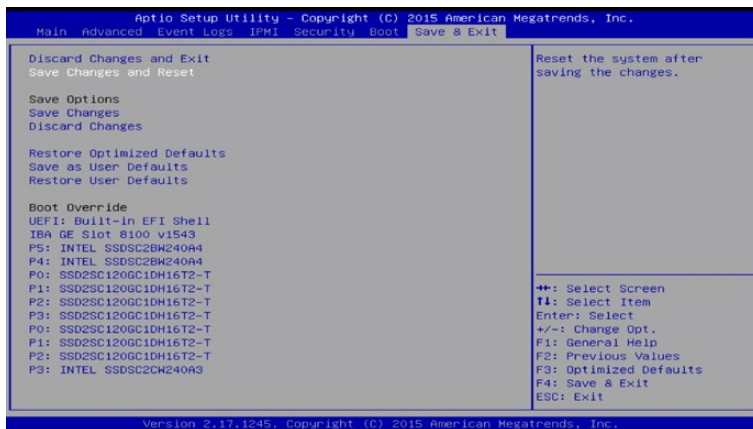 Aptio Setup Utility – Copyright (C) 2015 American Megatrends, Inc.
Main Advanced Event Logs IPMI Security Boot Save & Exit
Discard Changes and Exit
Save Changes and Reset
Save Options
Save Changes
Discard Changes
Restore Optimized Defaults
Save as User Defaults
Restore User Defaults
Boot Override
UEFI: Built-in EFI Shell
IBA GE Slot 8100 v1543
P5: INTEL SSDSC2BW240A4
P4: INTEL SSDSC2BW240A4
P0: SSD2SC120GC1DH16T2-T
P1: SSD2SC120GC1DH16T2-T
P2: SSD2SC120GC1DH16T2-T
P3: SSD2SC120GC1DH16T2-T
P0: SSD2SC120GC1DH16T2-T
P1: SSD2SC120GC1DH16T2-T
P2: SSD2SC120GC1DH16T2-T
P3: INTEL SSDSC2CW240A3
Reset the system after
saving the changes.
→←: Select Screen
↑↓: Select Item
Enter: Select
+/-: Change Opt.
F1: General Help
F2: Previous Values
F3: Optimized Defaults
F4: Save & Exit
ESC: Exit
Version 2.17.1245. Copyright (C) 2015 American Megatrends, Inc.